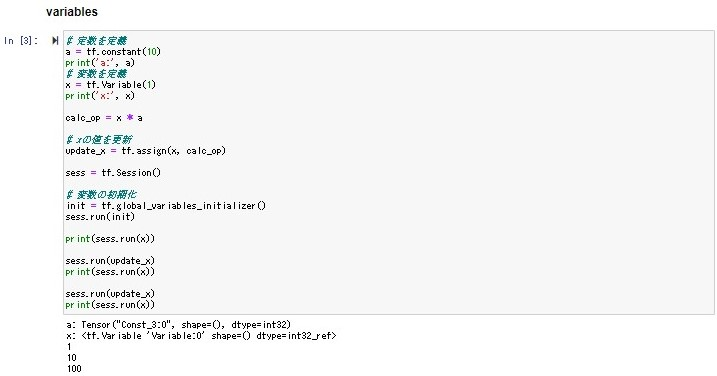 variables
In [3]:
# 定数を定義
a = tf.constant(10)
print('a:', a)
# 変数を定義
x = tf.Variable(1)
print('x:', x)
calc_op = x * a
# xの値を更新
update_x = tf.assign(x, calc_op)
sess = tf.Session()
# 変数の初期化
init = tf.global_variables_initializer()
sess.run(init)
print(sess.run(x))
sess.run(update_x)
print(sess.run(x))
sess.run(update_x)
print(sess.run(x))
a: Tensor("Const_3:0", shape=(), dtype=int32)
x: <tf.Variable 'Variable:0' shape=() dtype=int32_ref>
1
10
100